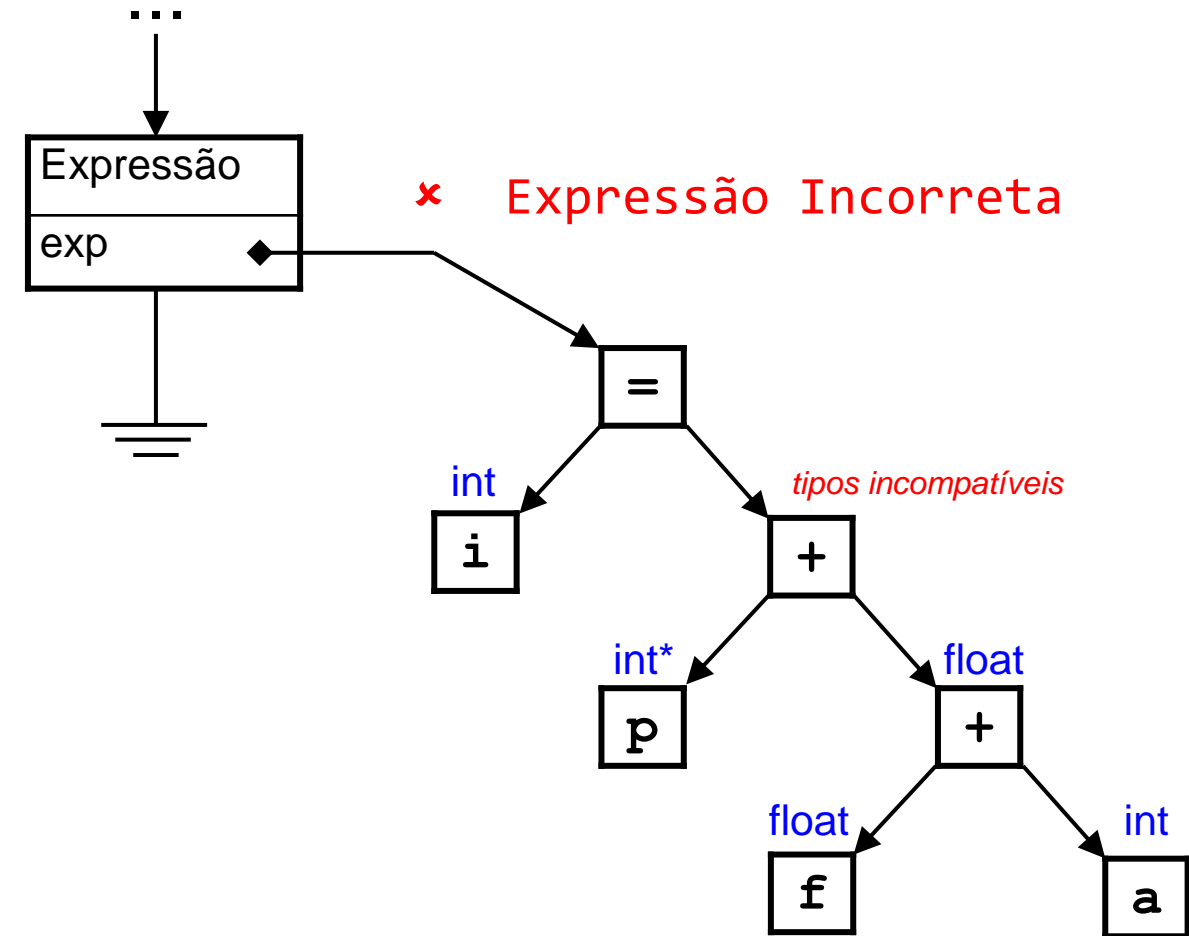 ...
Expressão
✘ Expressão Incorreta
exp
=
int
tipos incompatíveis
i
+
int*
float
p
+
float
int
f
a